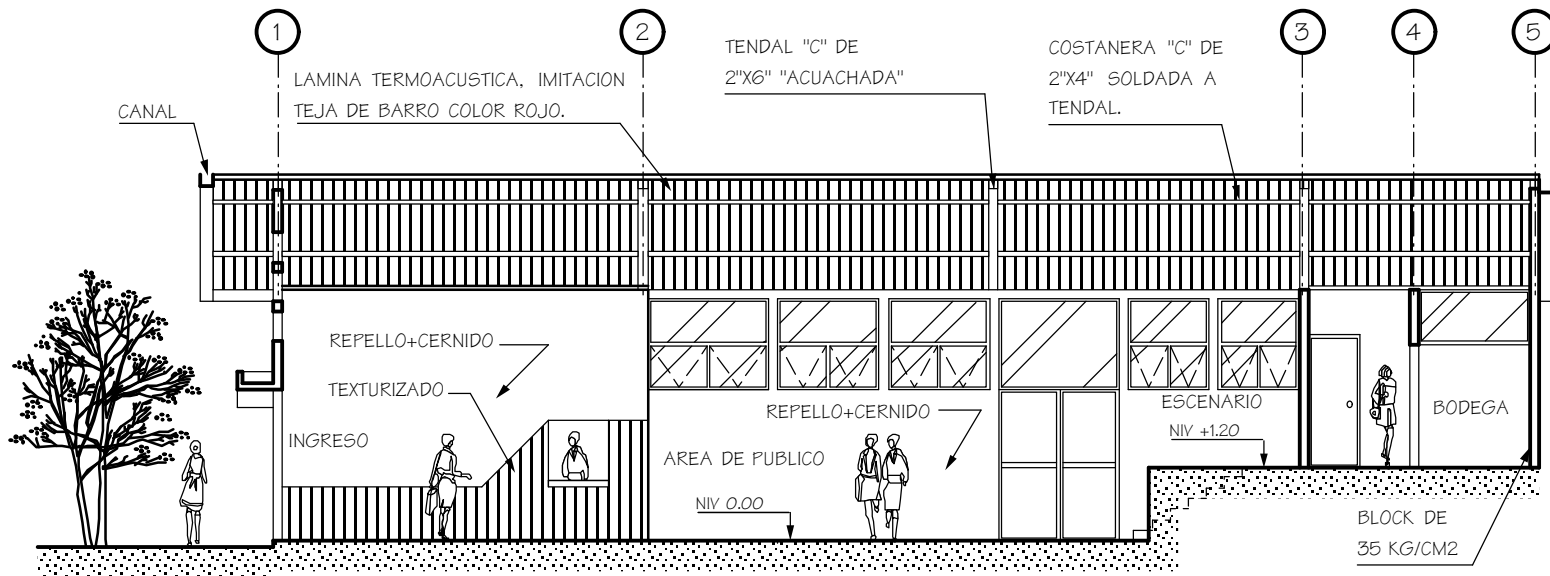 1
2
3
4
5
CANAL
LAMINA TERMOACUSTICA, IMITACION
TEJA DE BARRO COLOR ROJO.
TENDAL "C" DE
2"X6" "ACUACHADA"
COSTANERA "C" DE
2"X4" SOLDADA A
TENDAL.
REPELLO+CERNIDO
TEXTURIZADO
INGRESO
AREA DE PUBLICO
NIV 0.00
REPELLO+CERNIDO
ESCENARIO
NIV +1.20
BODEGA
BLOCK DE
35 KG/CM2